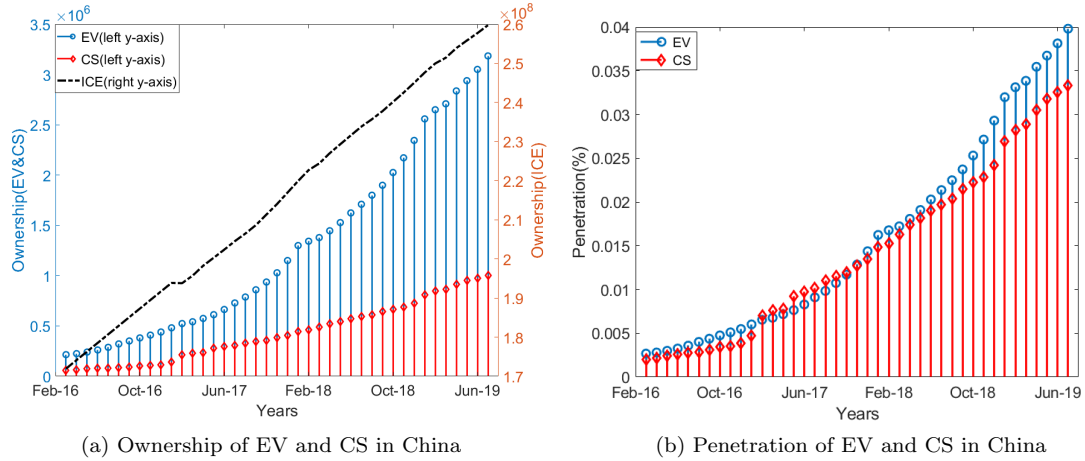 ×10^6
×10^8
3.5
3
2.5
2
1.5
1
0.5
0
Ownership(EV&CS)
EV(left y-axis)
CS(left y-axis)
ICE(right y-axis)
2.6
2.5
2.4
2.3
2.2
2.1
2
1.9
1.8
1.7
Ownership(ICE)
Feb-16 Oct-16 Jun-17 Feb-18 Oct-18 Jun-19
Years
(a) Ownership of EV and CS in China
0.04
0.035
0.03
0.025
0.02
0.015
0.01
0.005
0
Penetration(%)
EV
CS
Feb-16 Oct-16 Jun-17 Feb-18 Oct-18 Jun-19
Years
(b) Penetration of EV and CS in China